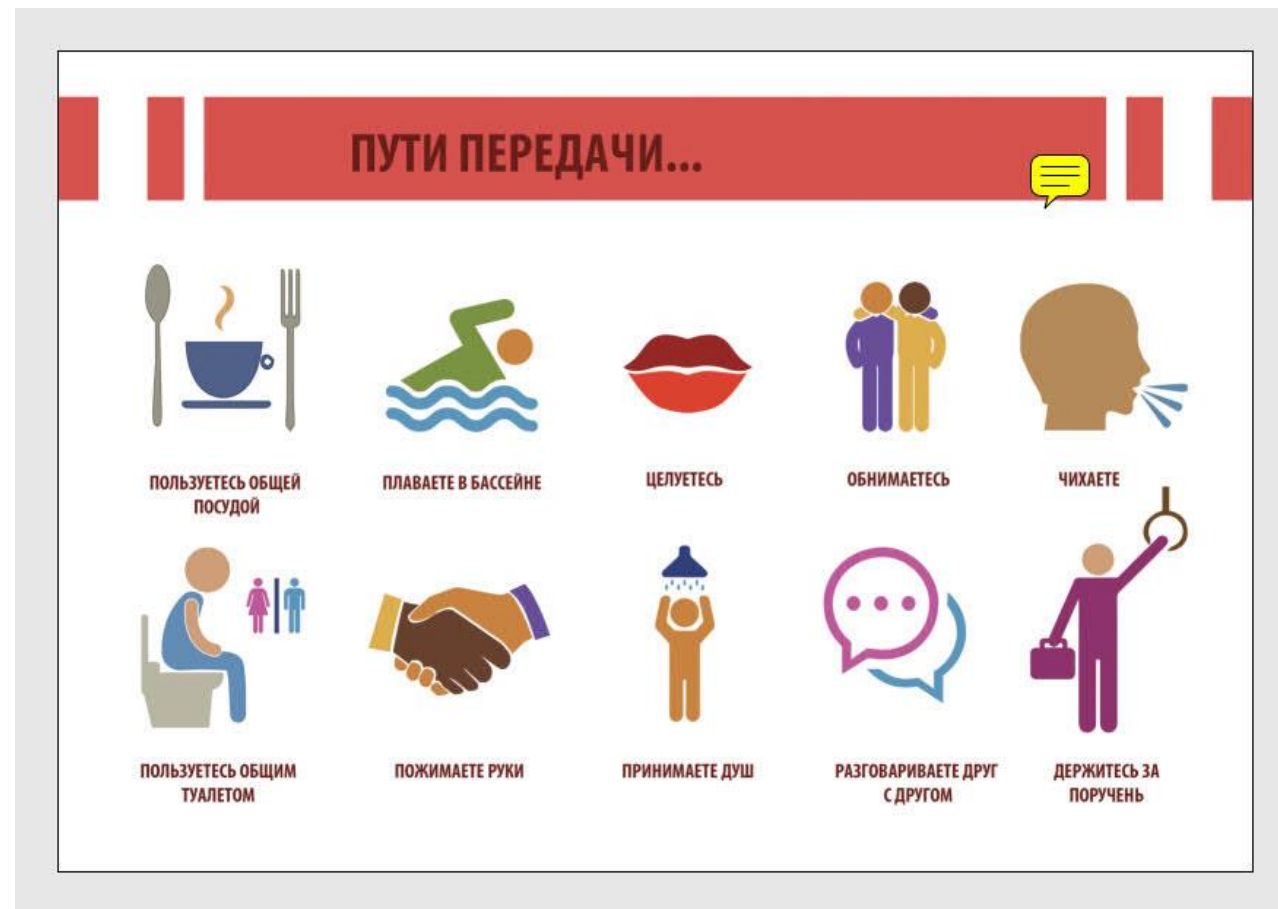 ПУТИ ПЕРЕДАЧИ...
ПОЛЬЗУЕТЕСЬ ОБЩЕЙ
ПОСУДОЙ
ПЛАВАЕТЕ В БАССЕЙНЕ
ЦЕЛУЕТЕСЬ
ОБНИМАЕТЕСЬ
ЧИХАЕТЕ
ПОЛЬЗУЕТЕСЬ ОБЩИМ
ТУАЛЕТОМ
ПОЖИМАЕТЕ РУКИ
ПРИНИМАЕТЕ ДУШ
РАЗГОВАРИВАЕТЕ ДРУГ
С ДРУГОМ
ДЕРЖИТЕСЬ ЗА
ПОРУЧЕНЬ